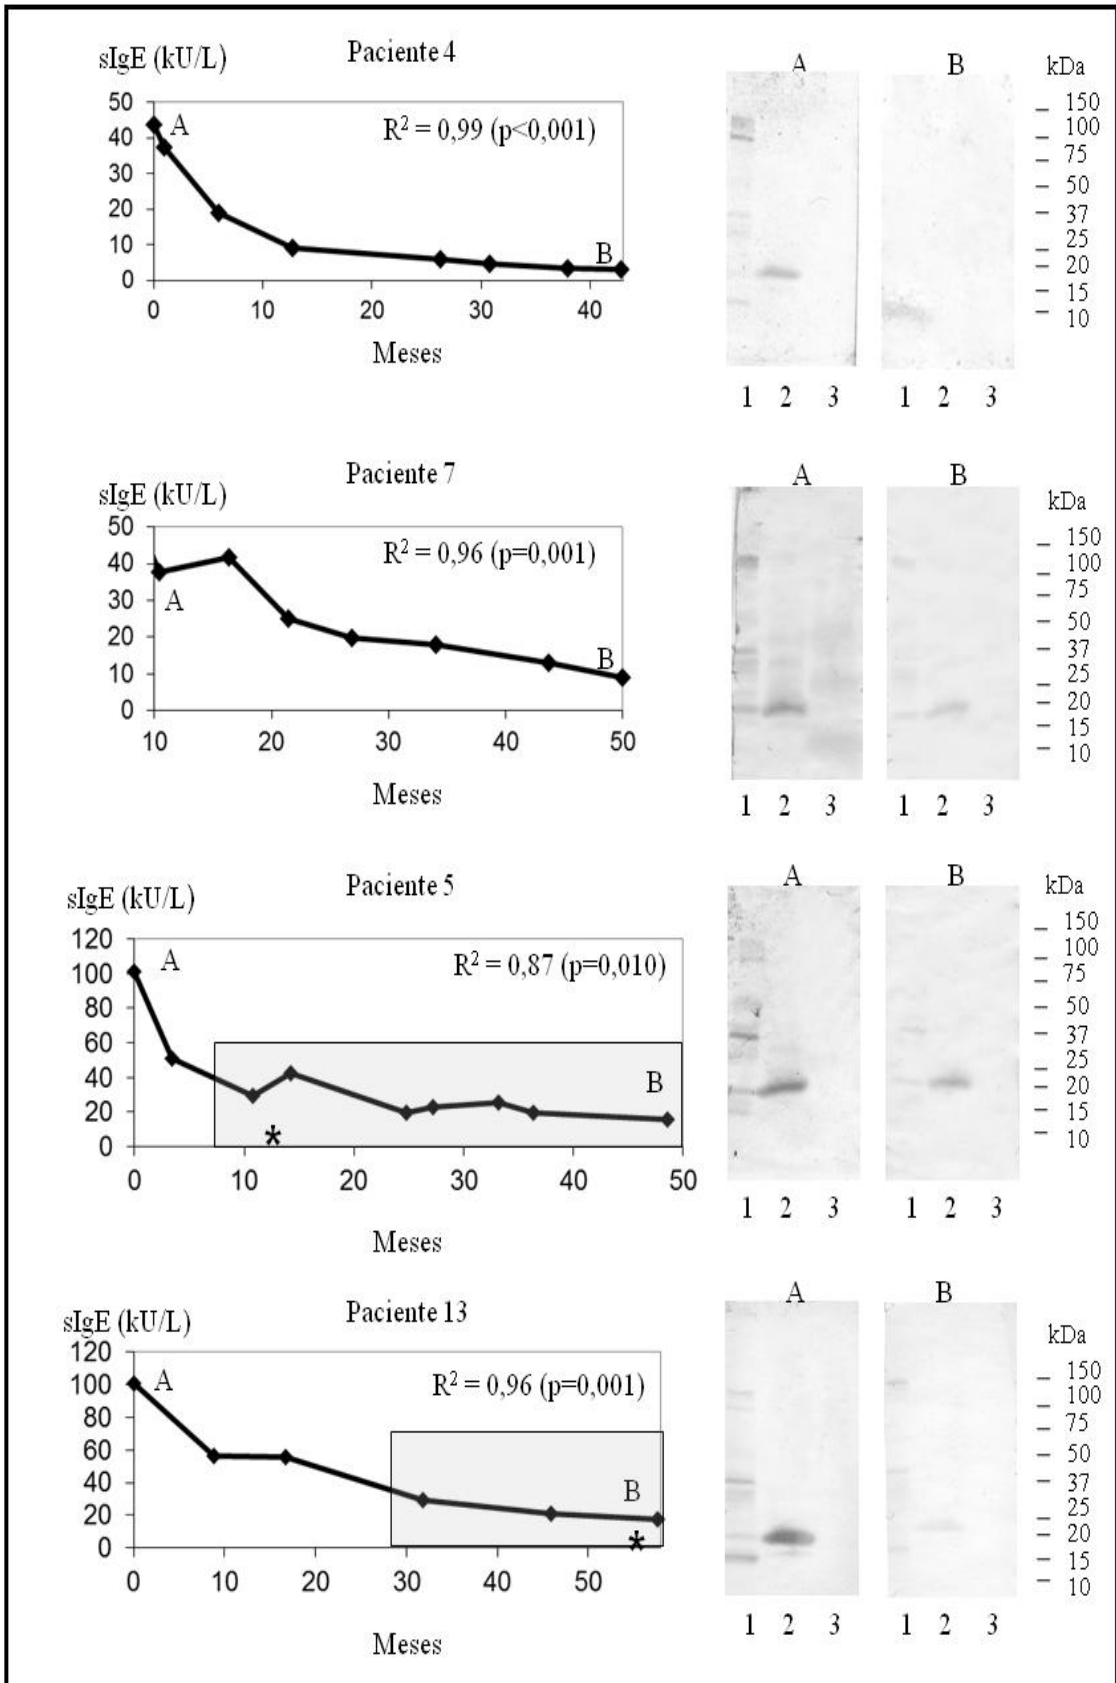 Paciente 4
sIgE (kU/L)
50
40
30
20
10
0
A
B
R² = 0,99 (p<0,001)
0 10 20 30 40
Meses
A B kDa
150
100
75
50
37
25
20
15
10
1 2 3 1 2 3
Paciente 7
sIgE (kU/L)
50
40
30
20
10
0
A
B
R² = 0,96 (p=0,001)
10 20 30 40 50
Meses
A B kDa
150
100
75
50
37
25
20
15
10
1 2 3 1 2 3
Paciente 5
sIgE (kU/L)
120
100
80
60
40
20
0
A
B
*
R² = 0,87 (p=0,010)
0 10 20 30 40 50
Meses
A B kDa
150
100
75
50
37
25
20
15
10
1 2 3 1 2 3
Paciente 13
sIgE (kU/L)
120
100
80
60
40
20
0
A
B
*
R² = 0,96 (p=0,001)
0 10 20 30 40 50
Meses
A B kDa
150
100
75
50
37
25
20
15
10
1 2 3 1 2 3